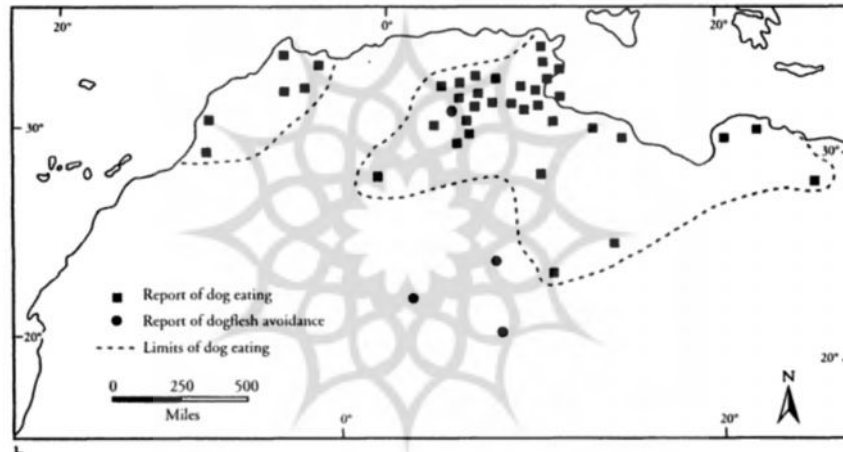 20°
0°
20°
30°
30°
Report of dog eating
Report of dogflesh avoidance
Limits of dog eating
20°
20°
0
250
500
Miles
N
0°
20°